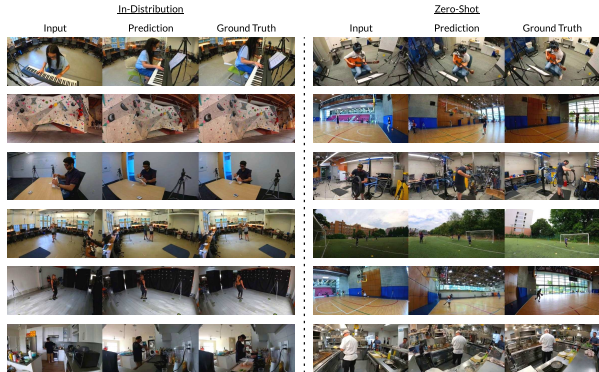 In-Distribution
Zero-Shot
Input
Prediction
Ground Truth
Input
Prediction
Ground Truth